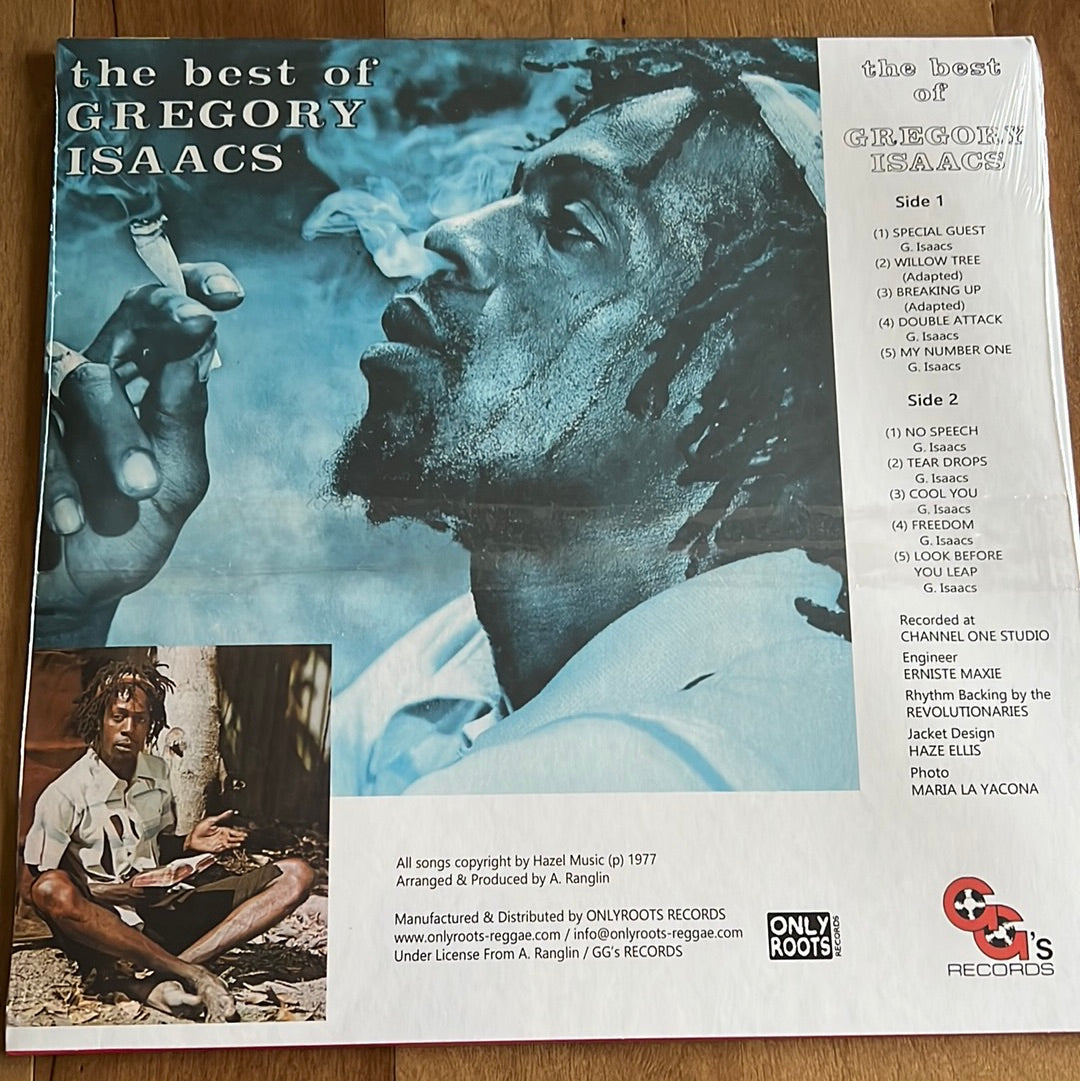 the best of
GREGORY
ISAACS
the best
of
GREGORY
ISAACS
Side 1
(1) SPECIAL GUEST
G. Isaacs
(2) WILLOW TREE
(Adapted)
(3) BREAKING UP
(Adapted)
(4) DOUBLE ATTACK
G. Isaacs
(5) MY NUMBER ONE
G. Isaacs
Side 2
(1) NO SPEECH
G. Isaacs
(2) TEAR DROPS
G. Isaacs
(3) COOL YOU
G. Isaacs
(4) FREEDOM
G. Isaacs
(5) LOOK BEFORE
YOU LEAP
G. Isaacs
Recorded at
CHANNEL ONE STUDIO
Engineer
ERNISTE MAXIE
Rhythm Backing by the
REVOLUTIONARIES
Jacket Design
HAZE ELLIS
Photo
MARIA LA YACONA
All songs copyright by Hazel Music (p) 1977
Arranged & Produced by A. Ranglin
Manufactured & Distributed by ONLYROOTS RECORDS
www.onlyroots-reggae.com / info@onlyroots-reggae.com
Under License From A. Ranglin / GG's RECORDS
ONLY
ROOTS
RECORDS
GG's
RECORDS